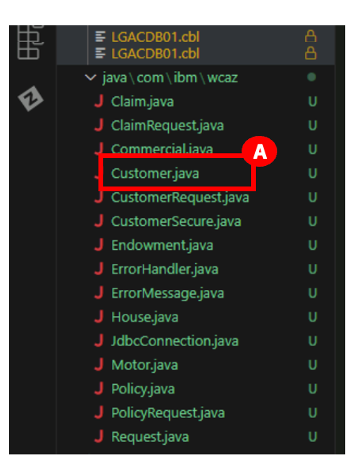 LGACDB01.cbl
LGACDB01.cbl
java\com\ibm\wcaz
J Claim.java U
J ClaimRequest.java U
J Commercial.java U
A
J Customer.java U
J CustomerRequest.java U
J CustomerSecure.java U
J Endowment.java U
J ErrorHandler.java U
J ErrorMessage.java U
J House.java U
J JdbcConnection.java U
J Motor.java U
J Policy.java U
J PolicyRequest.java U
J Request.java U
Z